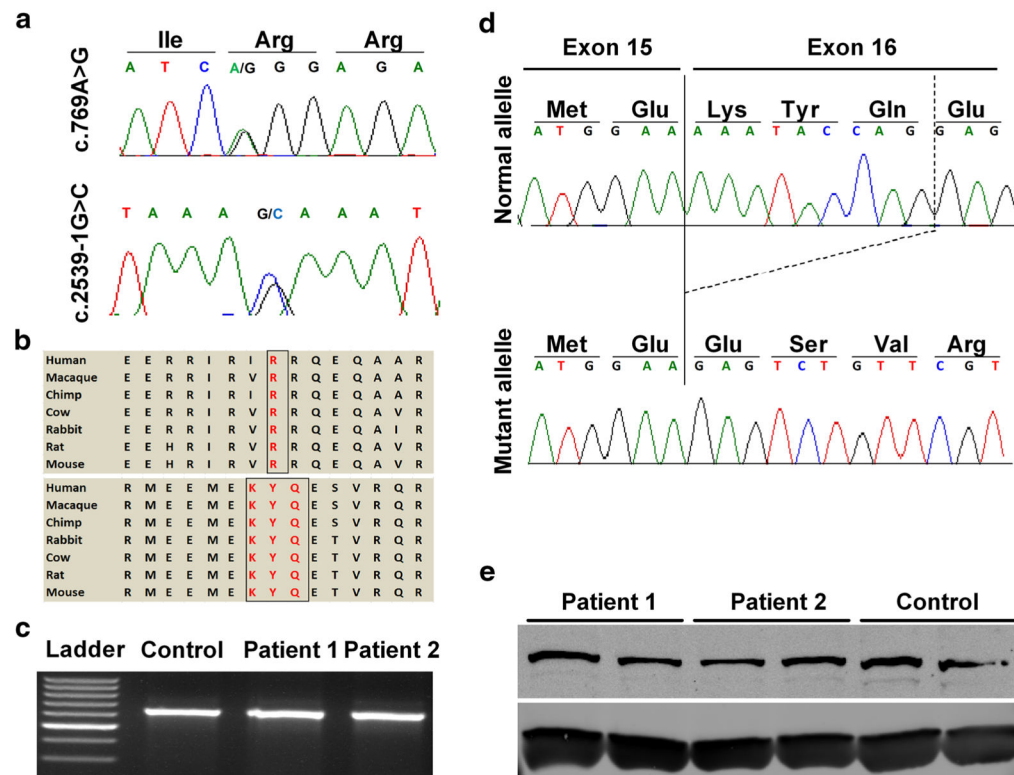 a
Ile Arg Arg
A T C A/G G G A G A
c.769A>G
T A A A G/C A A A T
c.2539-1G>C
b
Human E E R R I R I R R Q E Q A A R
Macaque E E R R I R V R R Q E Q A A R
Chimp E E R R I R I R R Q E Q A A R
Cow E E R R I R V R R Q E Q A V R
Rabbit E E R R I R V R R Q E Q A I R
Rat E E H R I R V R R Q E Q A V R
Mouse E E H R I R V R R Q E Q A V R
Human R M E E M E K Y Q E S V R Q R
Macaque R M E E M E K Y Q E S V R Q R
Chimp R M E E M E K Y Q E S V R Q R
Rabbit R M E E M E K Y Q E T V R Q R
Cow R M E E M E K Y Q E T V R Q R
Rat R M E E M E K Y Q E T V R Q R
Mouse R M E E M E K Y Q E T V R Q R
c
Ladder Control Patient 1 Patient 2
d
Exon 15 Exon 16
Normal allele
Met Glu Lys Tyr Gln Glu
A T G G A A A A A T A C C A G G A G
Mutant allele
Met Glu Glu Ser Val Arg
A T G G A A G A G T C T G T T C G T
e
Patient 1 Patient 2 Control